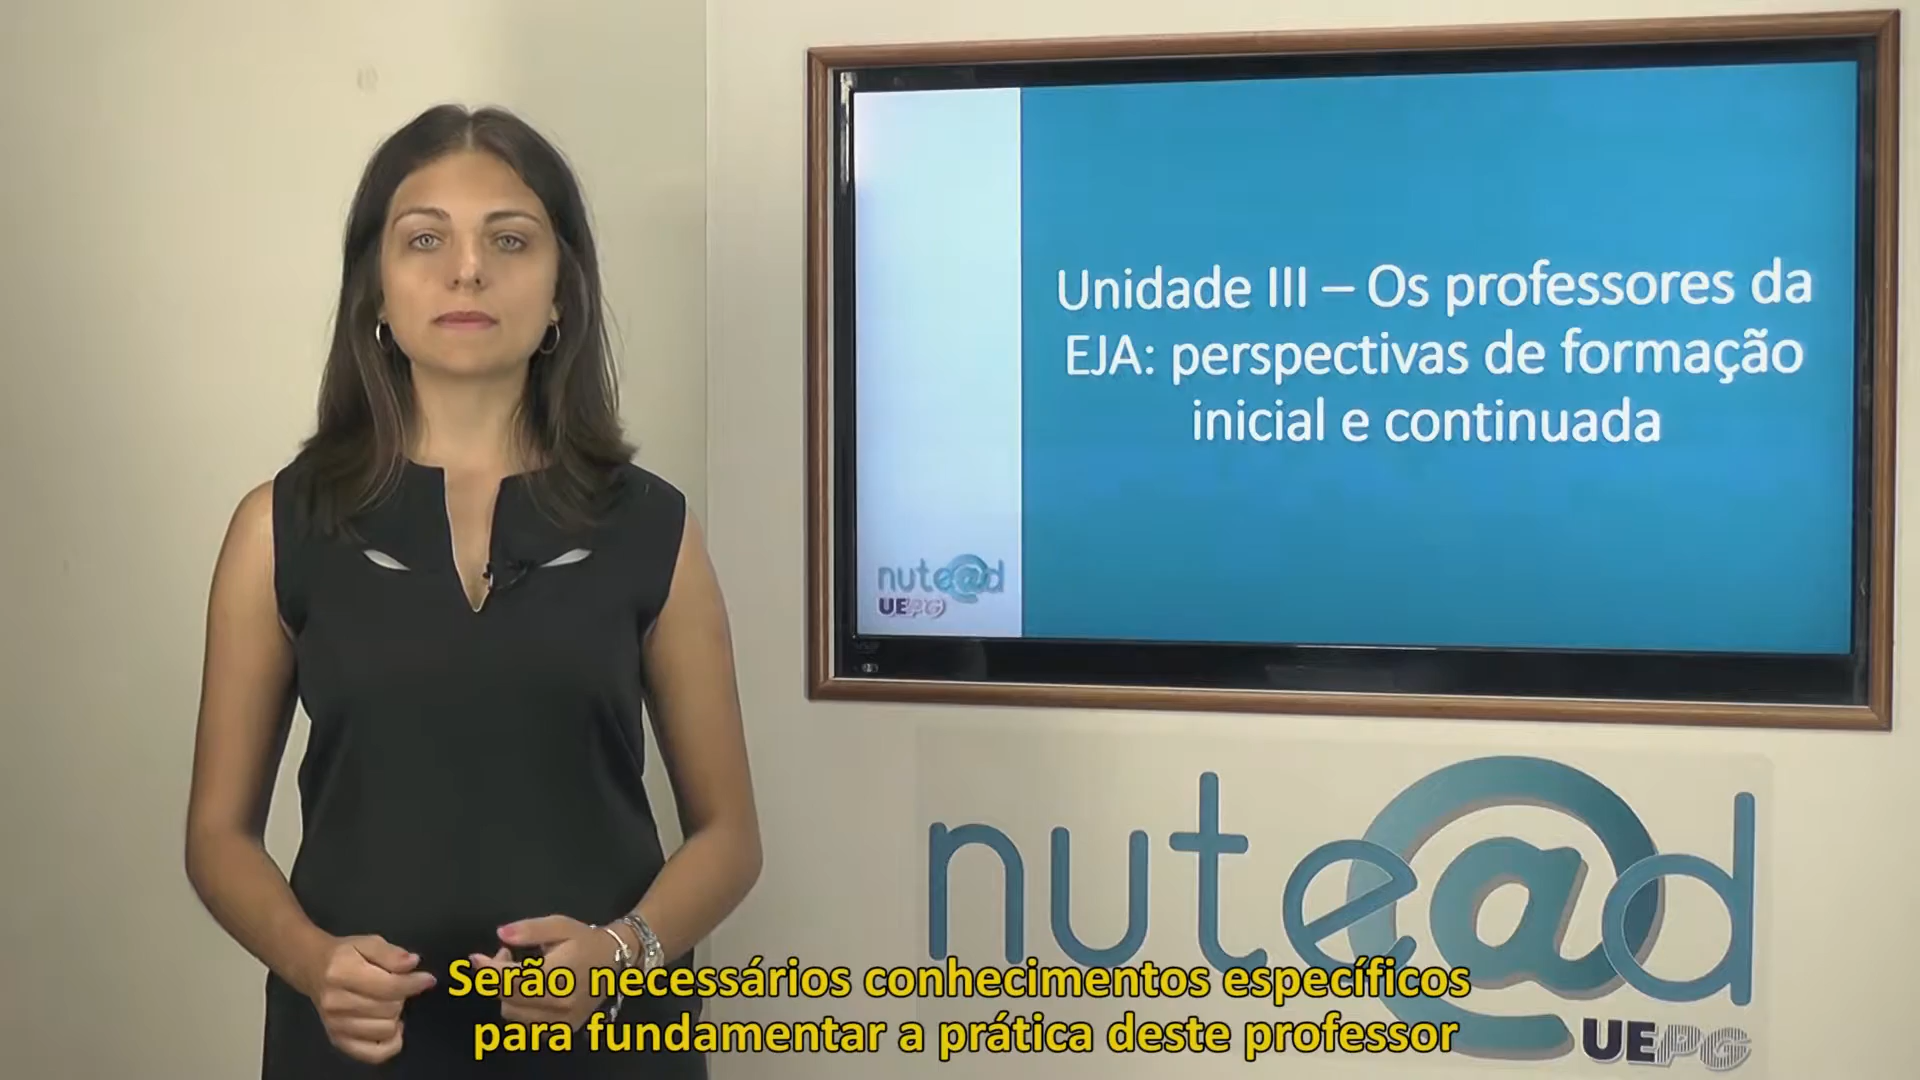 Unidade III – Os professores da
EJA: perspectivas de formação
inicial e continuada
nute@d
UEPG
nute@d
UEPG
Serão necessários conhecimentos específicos
para fundamentar a prática deste professor